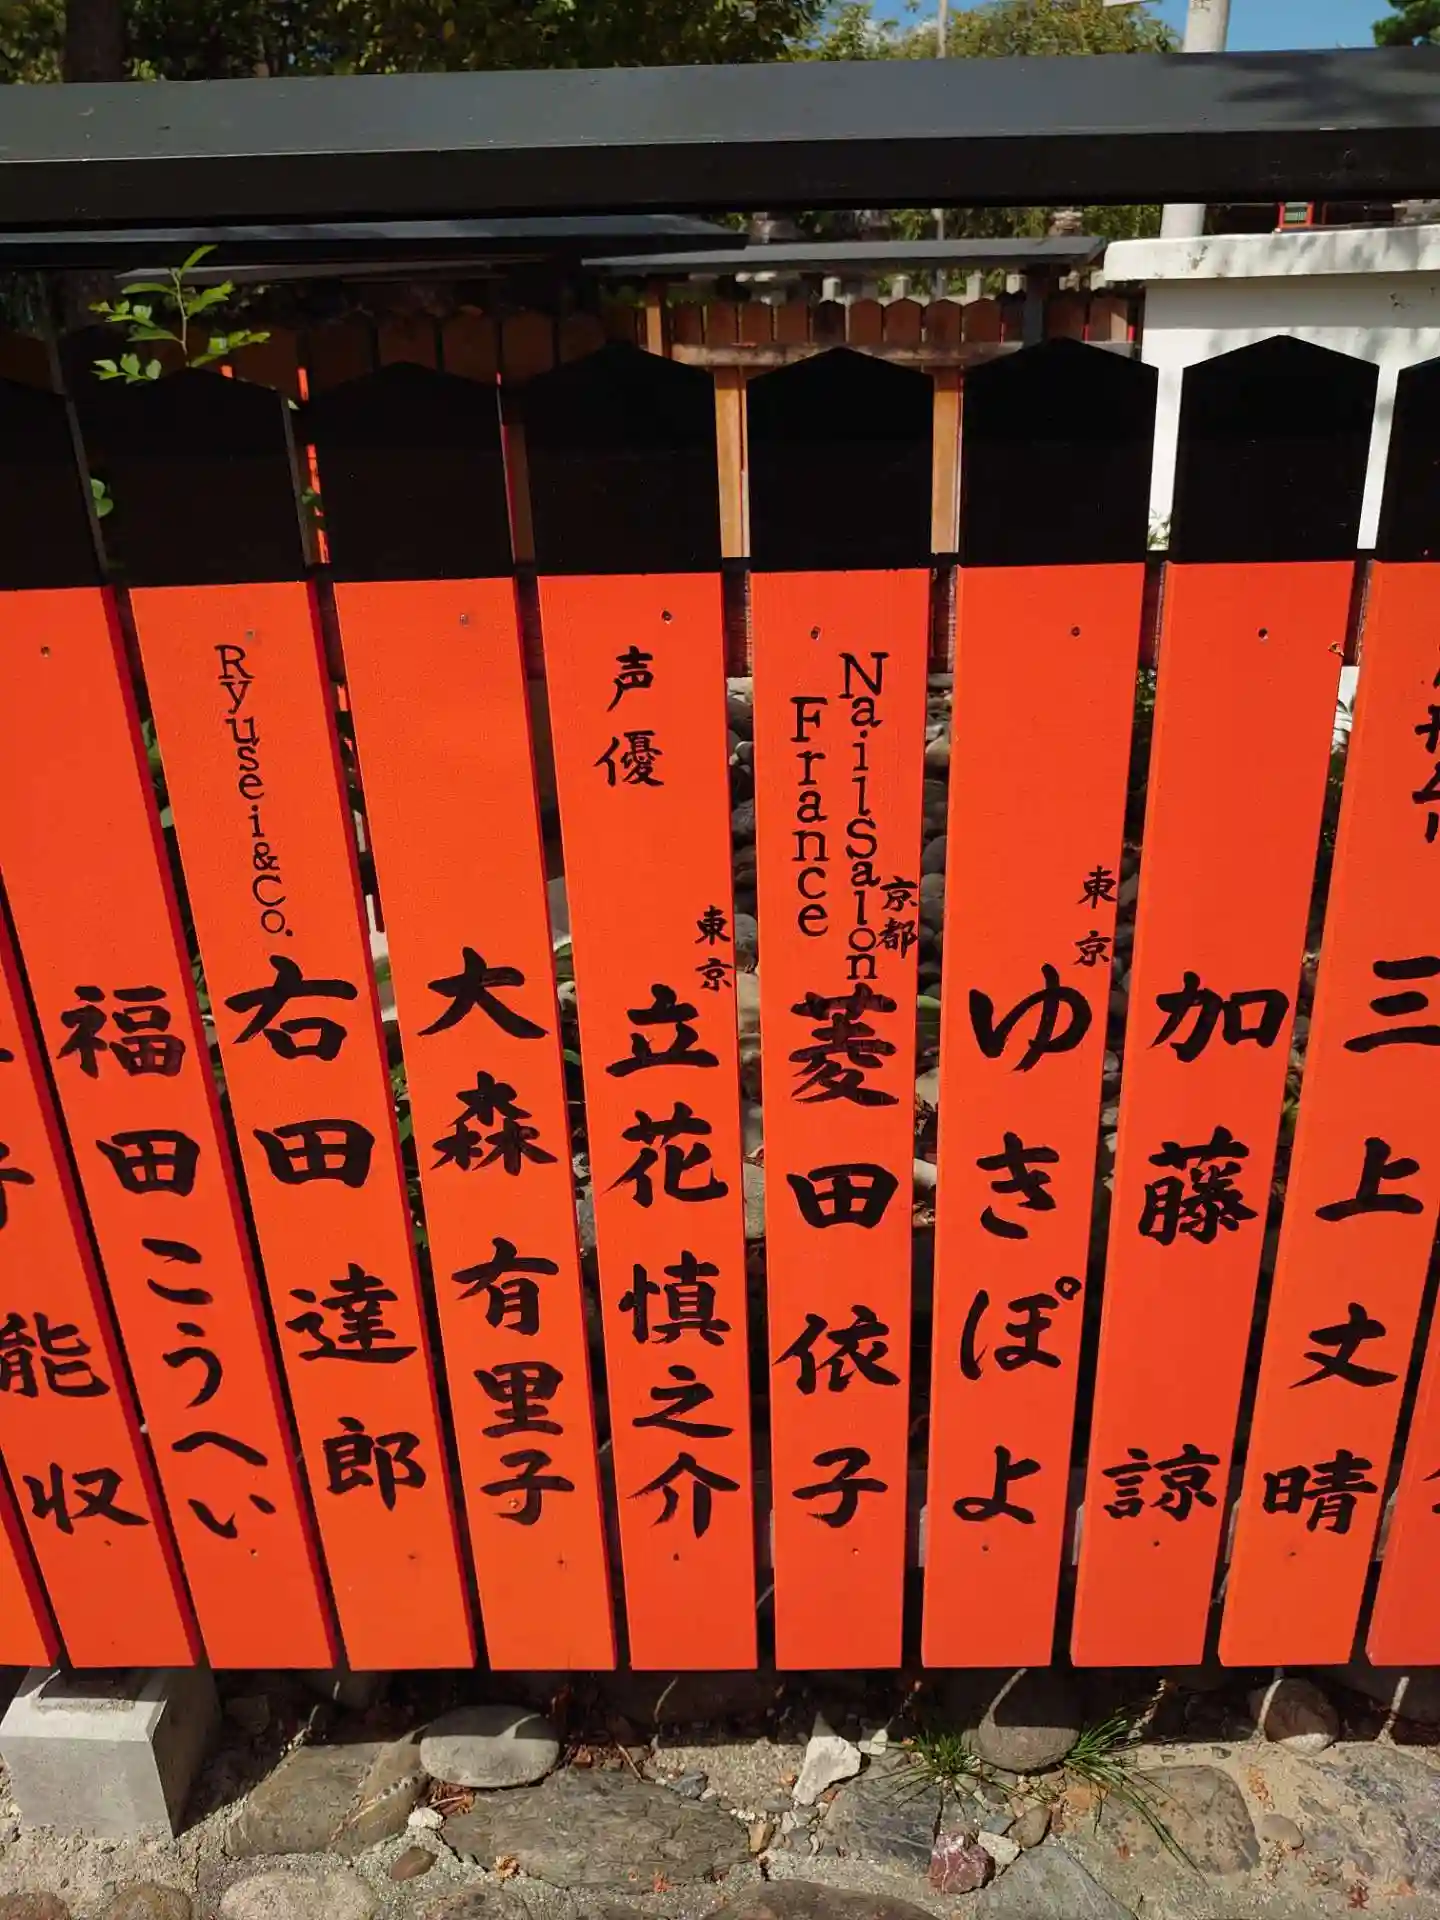 三上丈晴
加藤諒
東京
ゆきぽよ
NailSalon
France
京都
菱田依子
声優
東京
立花慎之介
大森有里子
Ryusei&Co.
右田達郎
福田こうへい
能収